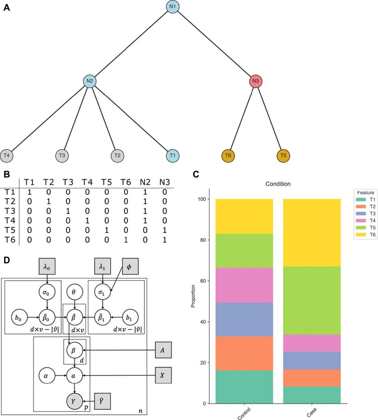 A
N1
N2
N3
T4
T3
T2
T1
T6
T5
B
T1 T2 T3 T4 T5 T6 N2 N3
T1 1 0 0 0 0 0 1 0
T2 0 1 0 0 0 0 1 0
T3 0 0 1 0 0 0 1 0
T4 0 0 0 1 0 0 1 0
T5 0 0 0 0 1 0 0 1
T6 0 0 0 0 0 1 0 1
C
Condition
Proportion
100
80
60
40
20
0
Control
Case
Feature
T1
T2
T3
T4
T5
T6
D
λ₀ λ₁ ϕ
θ
b₀
b₁
d×v
d
α
A
X
p
n